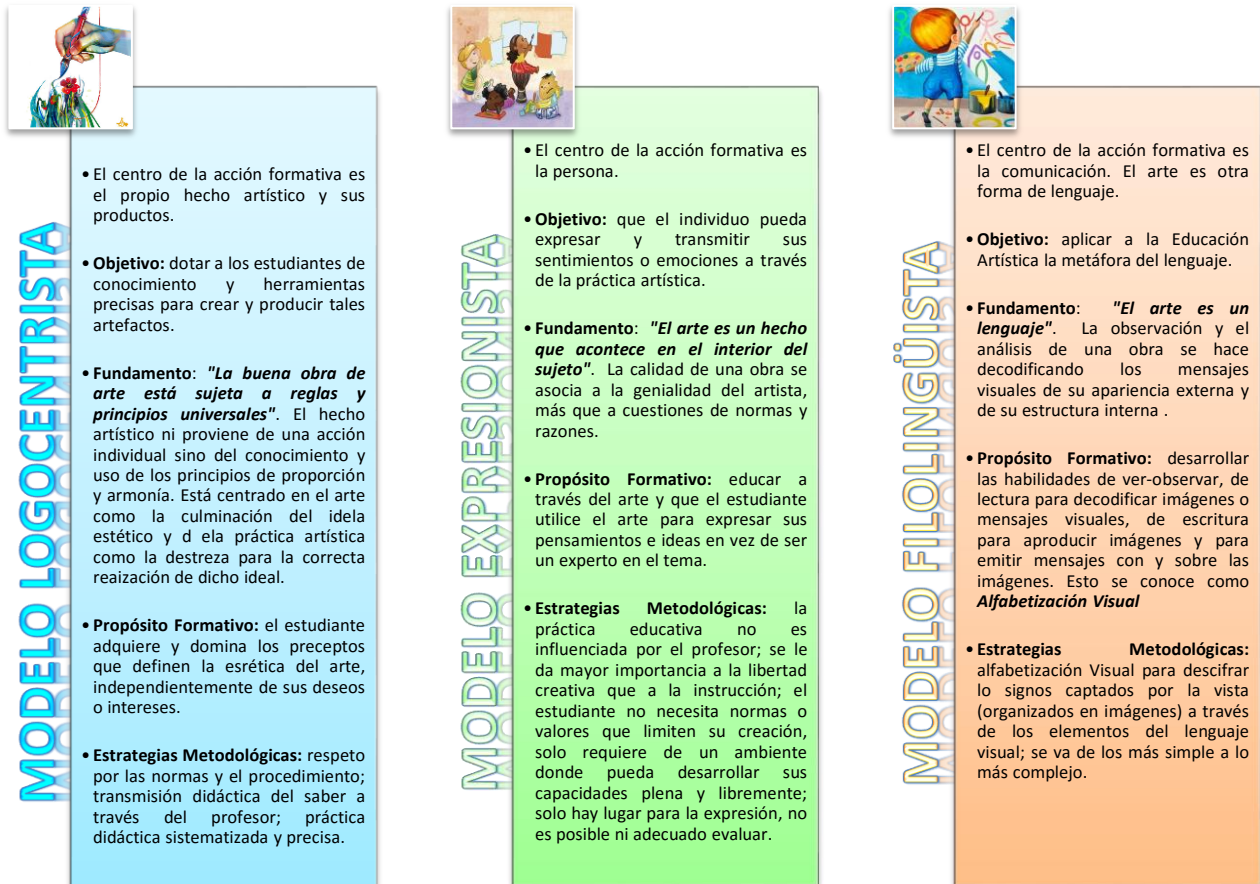 MODELO LOGOCENTRISTA
• El centro de la acción formativa es
el propio hecho artístico y sus
productos.
• Objetivo: dotar a los estudiantes de
conocimiento y herramientas
precisas para crear y producir tales
artefactos.
• Fundamento: "La buena obra de
arte está sujeta a reglas y
principios universales". El hecho
artístico ni proviene de una acción
individual sino del conocimiento y
uso de los principios de proporción
y armonía. Está centrado en el arte
como la culminación del idela
estético y d ela práctica artística
como la destreza para la correcta
reaización de dicho ideal.
• Propósito Formativo: el estudiante
adquiere y domina los preceptos
que definen la esrética del arte,
independientemente de sus deseos
o intereses.
• Estrategias Metodológicas: respeto
por las normas y el procedimiento;
transmisión didáctica del saber a
través del profesor; práctica
didáctica sistematizada y precisa.
MODELO EXPRESIONISTA
• El centro de la acción formativa es
la persona.
• Objetivo: que el individuo pueda
expresar y transmitir sus
sentimientos o emociones a través
de la práctica artística.
• Fundamento: "El arte es un hecho
que acontece en el interior del
sujeto". La calidad de una obra se
asocia a la genialidad del artista,
más que a cuestiones de normas y
razones.
• Propósito Formativo: educar a
través del arte y que el estudiante
utilice el arte para expresar sus
pensamientos e ideas en vez de ser
un experto en el tema.
• Estrategias Metodológicas: la
práctica educativa no es
influenciada por el profesor; se le
da mayor importancia a la libertad
creativa que a la instrucción; el
estudiante no necesita normas o
valores que limiten su creación,
solo requiere de un ambiente
donde pueda desarrollar sus
capacidades plena y libremente;
solo hay lugar para la expresión, no
es posible ni adecuado evaluar.
MODELO FILOLINGÜISTA
• El centro de la acción formativa es
la comunicación. El arte es otra
forma de lenguaje.
• Objetivo: aplicar a la Educación
Artística la metáfora del lenguaje.
• Fundamento: "El arte es un
lenguaje". La observación y el
análisis de una obra se hace
decodificando los mensajes
visuales de su apariencia externa y
de su estructura interna .
• Propósito Formativo: desarrollar
las habilidades de ver-observar, de
lectura para decodificar imágenes o
mensajes visuales, de escritura
para aproducir imágenes y para
emitir mensajes con y sobre las
imágenes. Esto se conoce como
Alfabetización Visual
• Estrategias Metodológicas:
alfabetización Visual para descifrar
lo signos captados por la vista
(organizados en imágenes) a través
de los elementos del lenguaje
visual; se va de los más simple a lo
más complejo.